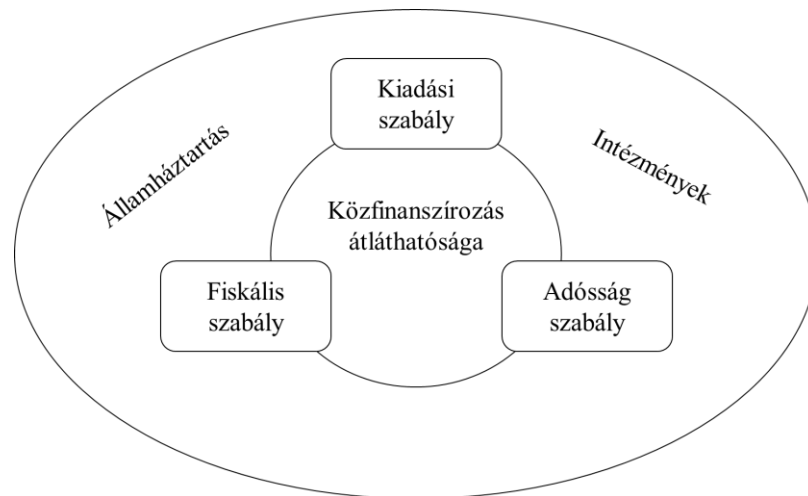 Kiadási
szabály
Államháztartás
Intézmények
Közfinanszírozás
átláthatósága
Fiskális
szabály
Adósság
szabály